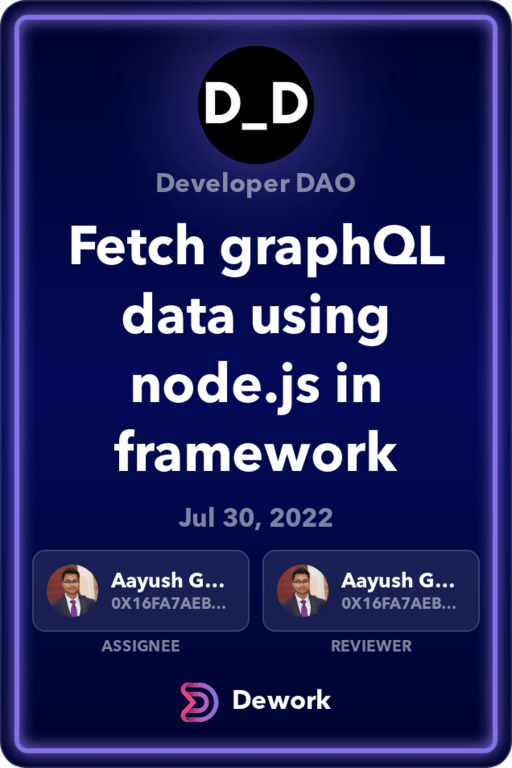 D_D
Developer DAO
Fetch graphQL
data using
node.js in
framework
Jul 30, 2022
Aayush G...
0X16FA7AEB...
Aayush G...
0X16FA7AEB...
ASSIGNEE
REVIEWER
Dework